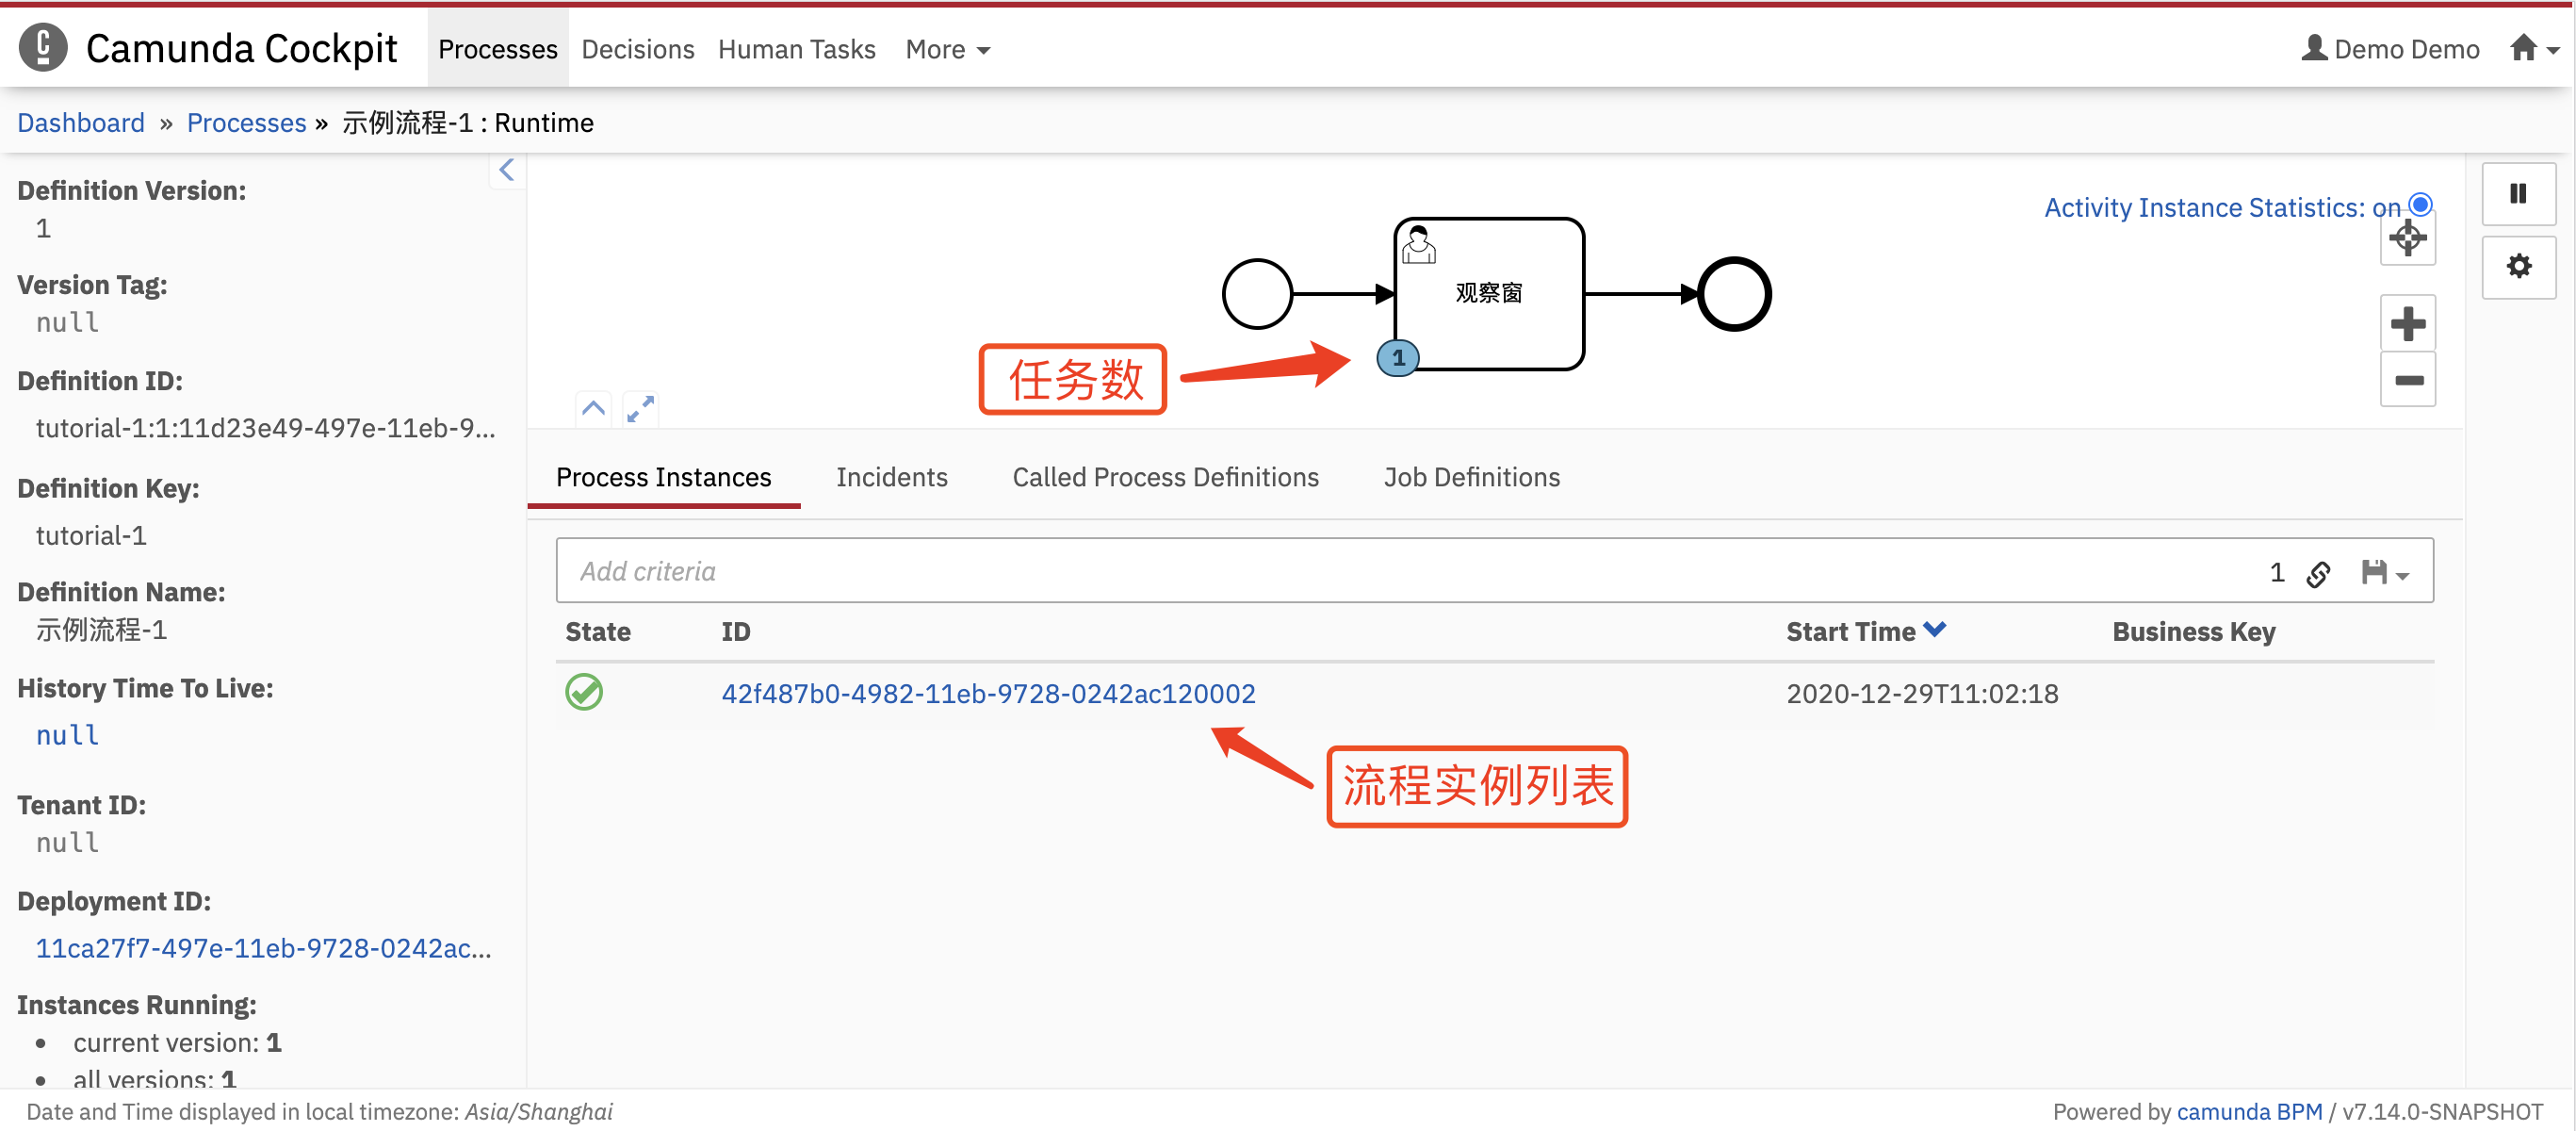 Camunda Cockpit Processes Decisions Human Tasks More Demo Demo
Dashboard » Processes » 示例流程-1 : Runtime
Definition Version:
1
Version Tag:
null
Definition ID:
tutorial-1:1:11d23e49-497e-11eb-9...
Definition Key:
tutorial-1
Definition Name:
示例流程-1
History Time To Live:
null
Tenant ID:
null
Deployment ID:
11ca27f7-497e-11eb-9728-0242ac...
Instances Running:
• current version: 1
• all versions: 1
Activity Instance Statistics: on
观察窗
1
任务数
Process Instances Incidents Called Process Definitions Job Definitions
Add criteria 1
State ID Start Time Business Key
42f487b0-4982-11eb-9728-0242ac120002 2020-12-29T11:02:18
流程实例列表
Date and Time displayed in local timezone: Asia/Shanghai
Powered by camunda BPM / v7.14.0-SNAPSHOT